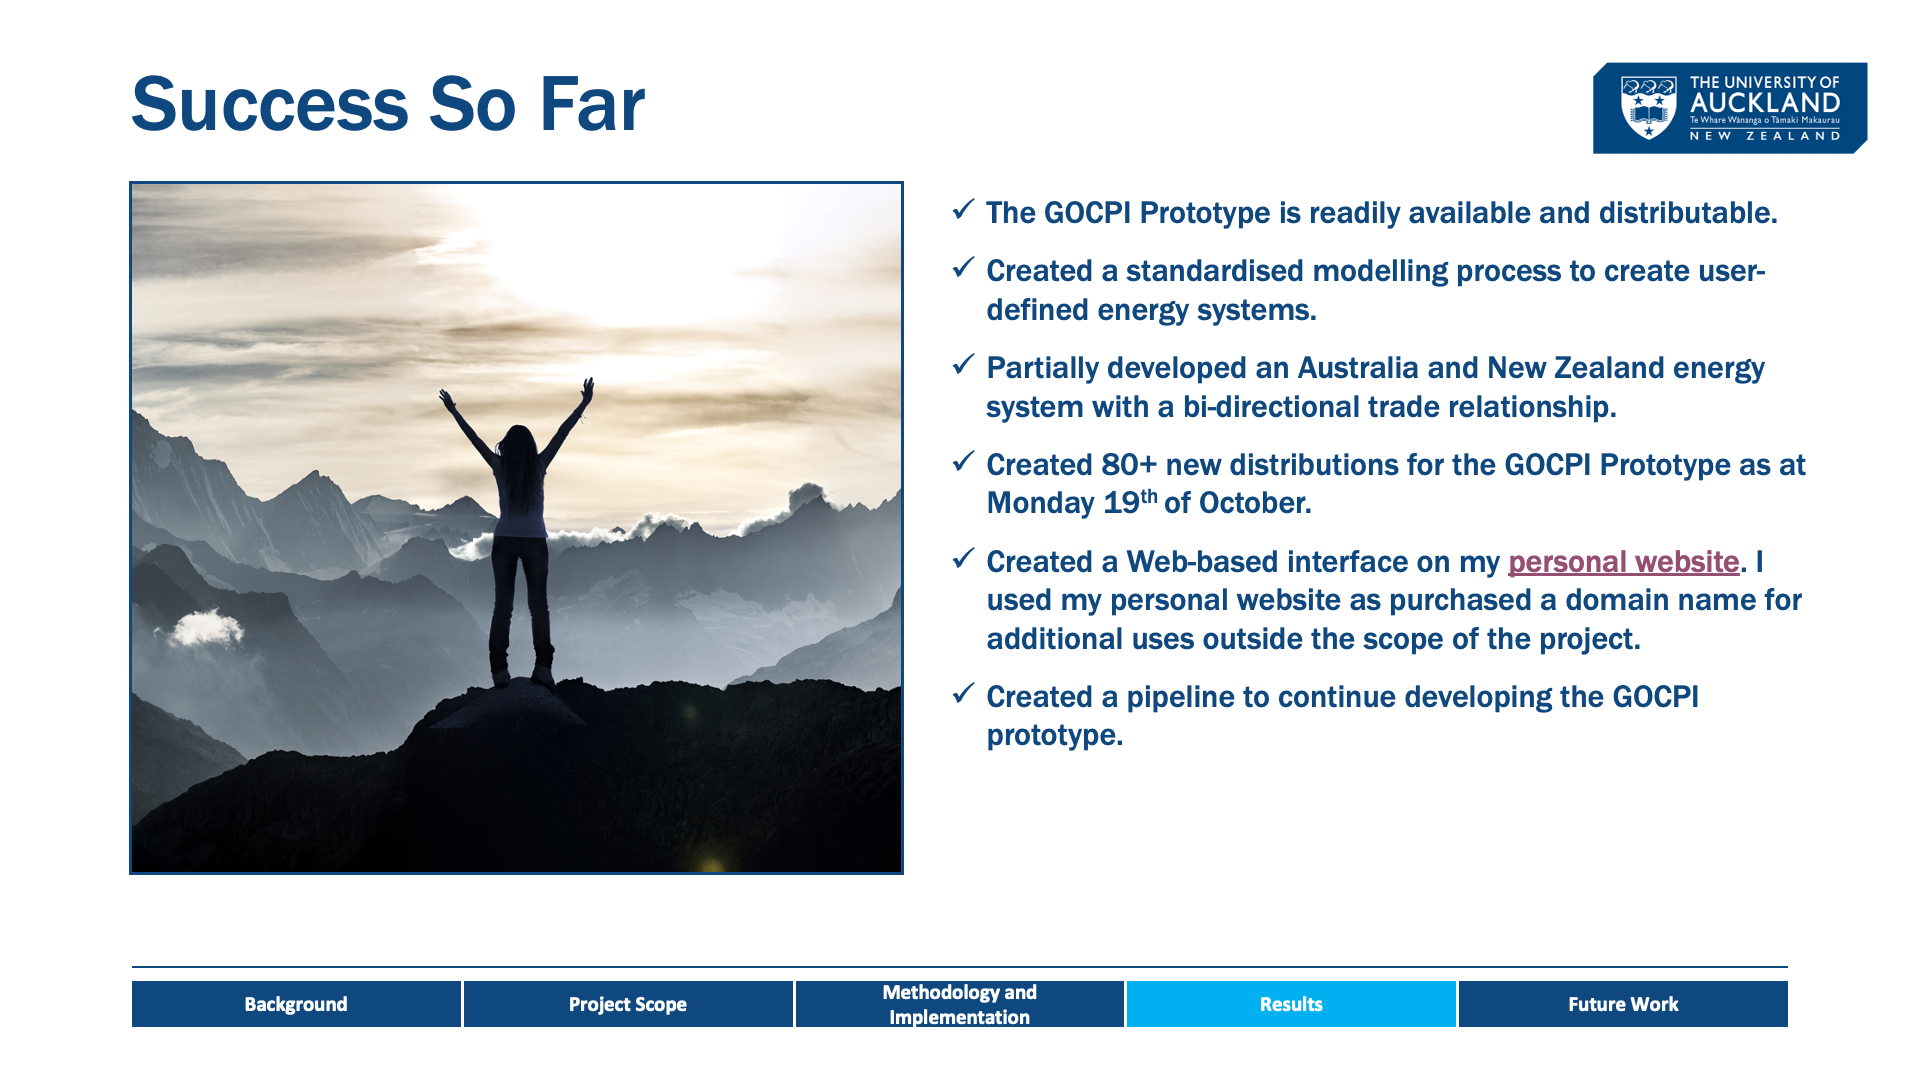 Success So Far
THE UNIVERSITY OF
AUCKLAND
Te Whare Wānanga o Tāmaki Makaurau
NEW ZEALAND
✓ The GOCPI Prototype is readily available and distributable.
✓ Created a standardised modelling process to create user-
defined energy systems.
✓ Partially developed an Australia and New Zealand energy
system with a bi-directional trade relationship.
✓ Created 80+ new distributions for the GOCPI Prototype as at
Monday 19th of October.
✓ Created a Web-based interface on my personal website. I
used my personal website as purchased a domain name for
additional uses outside the scope of the project.
✓ Created a pipeline to continue developing the GOCPI
prototype.
Background
Project Scope
Methodology and
Implementation
Results
Future Work